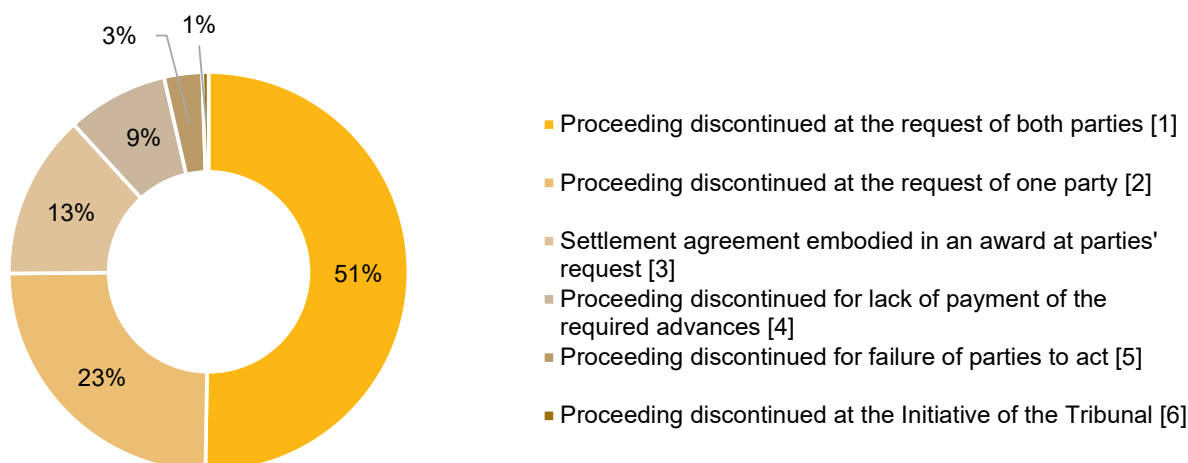 3%
1%
9%
13%
51%
23%
Proceeding discontinued at the request of both parties [1]
Proceeding discontinued at the request of one party [2]
Settlement agreement embodied in an award at parties'
request [3]
Proceeding discontinued for lack of payment of the
required advances [4]
Proceeding discontinued for failure of parties to act [5]
Proceeding discontinued at the Initiative of the Tribunal [6]